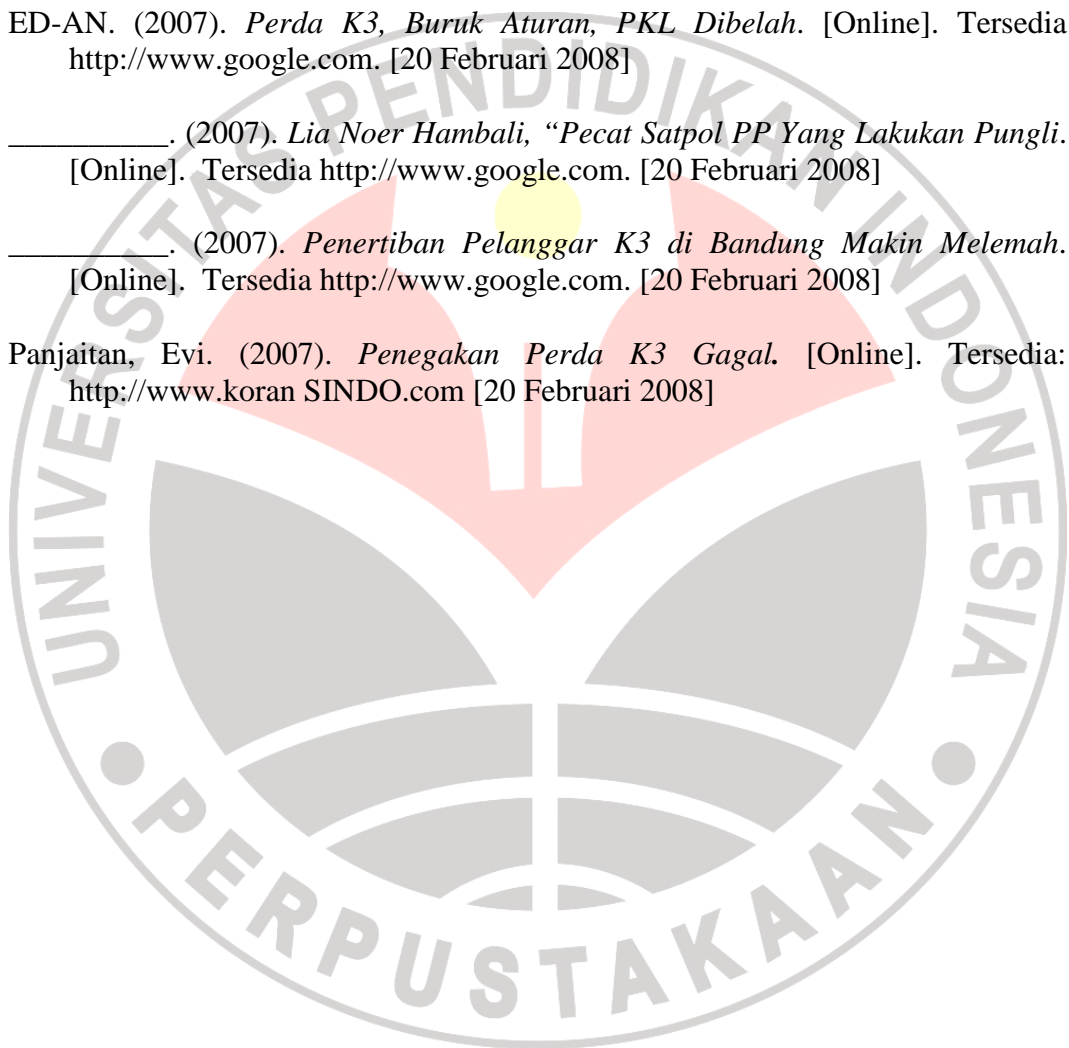 ED-AN. (2007). Perda K3, Buruk Aturan, PKL Dibelah. [Online]. Tersedia
http://www.google.com. [20 Februari 2008]
__________. (2007). Lia Noer Hambali, “Pecat Satpol PP Yang Lakukan Pungli.
[Online].  Tersedia http://www.google.com. [20 Februari 2008]
__________. (2007). Penertiban Pelanggar K3 di Bandung Makin Melemah.
[Online].  Tersedia http://www.google.com. [20 Februari 2008]
Panjaitan, Evi. (2007). Penegakan Perda K3 Gagal. [Online]. Tersedia:
http://www.koran SINDO.com [20 Februari 2008]
UNIVERSITAS PENDIDIKAN INDONESIA
PERPUSTAKAAN